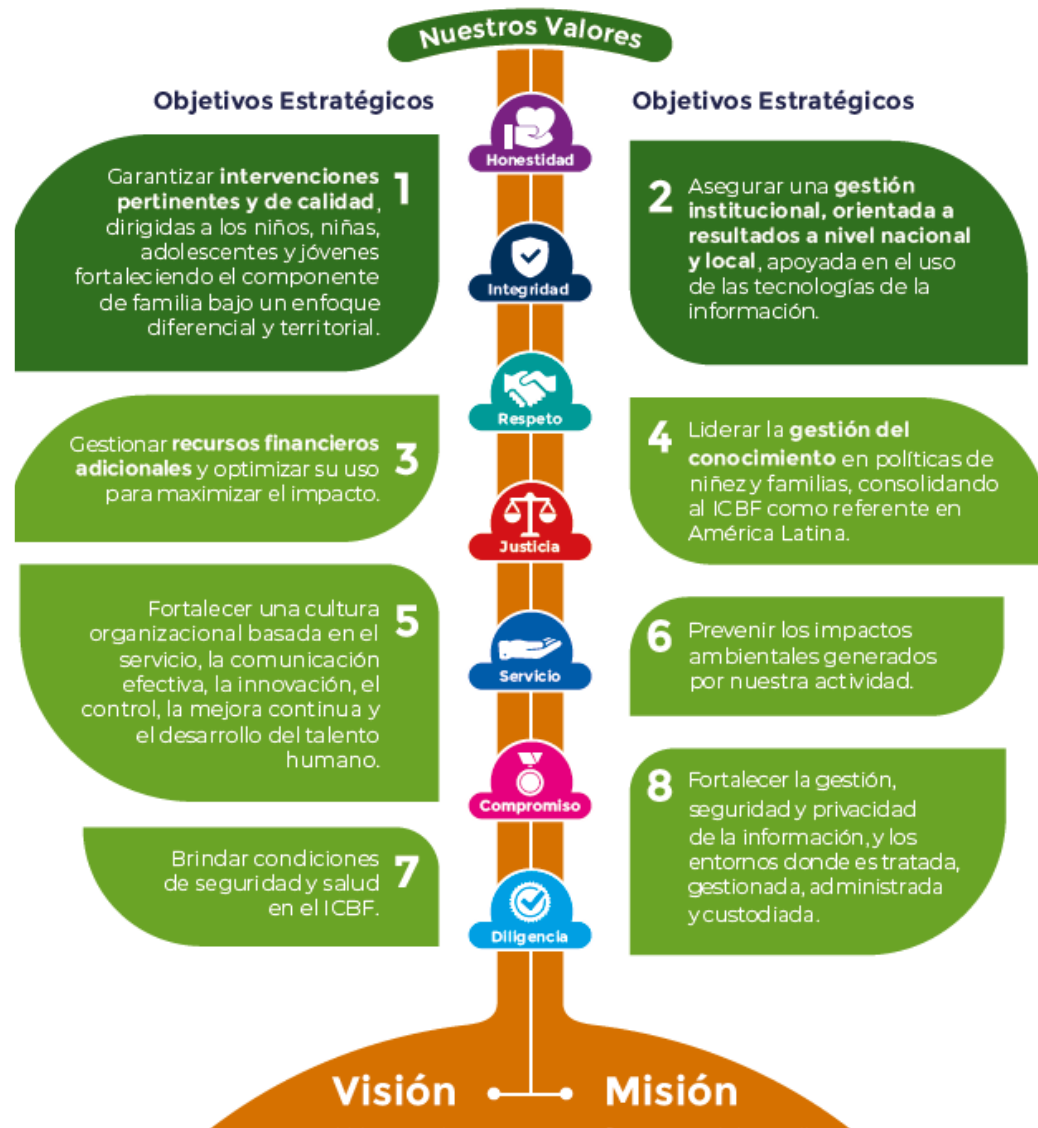 Nuestros Valores
Objetivos Estratégicos
Objetivos Estratégicos
Honestidad
1
Garantizar intervenciones
pertinentes y de calidad,
dirigidas a los niños, niñas,
adolescentes y jóvenes
fortaleciendo el componente
de familia bajo un enfoque
diferencial y territorial.
2
Asegurar una gestión
institucional, orientada a
resultados a nivel nacional
y local, apoyada en el uso
de las tecnologías de la
información.
Integridad
Respeto
3
Gestionar recursos financieros
adicionales y optimizar su uso
para maximizar el impacto.
4
Liderar la gestión del
conocimiento en políticas de
niñez y familias, consolidando
al ICBF como referente en
América Latina.
Justicia
5
Fortalecer una cultura
organizacional basada en el
servicio, la comunicación
efectiva, la innovación, el
control, la mejora continua y
el desarrollo del talento
humano.
6
Prevenir los impactos
ambientales generados
por nuestra actividad.
Servicio
Compromiso
7
Brindar condiciones
de seguridad y salud
en el ICBF.
8
Fortalecer la gestión,
seguridad y privacidad
de la información, y los
entornos donde es tratada,
gestionada, administrada
y custodiada.
Diligencia
Visión
Misión